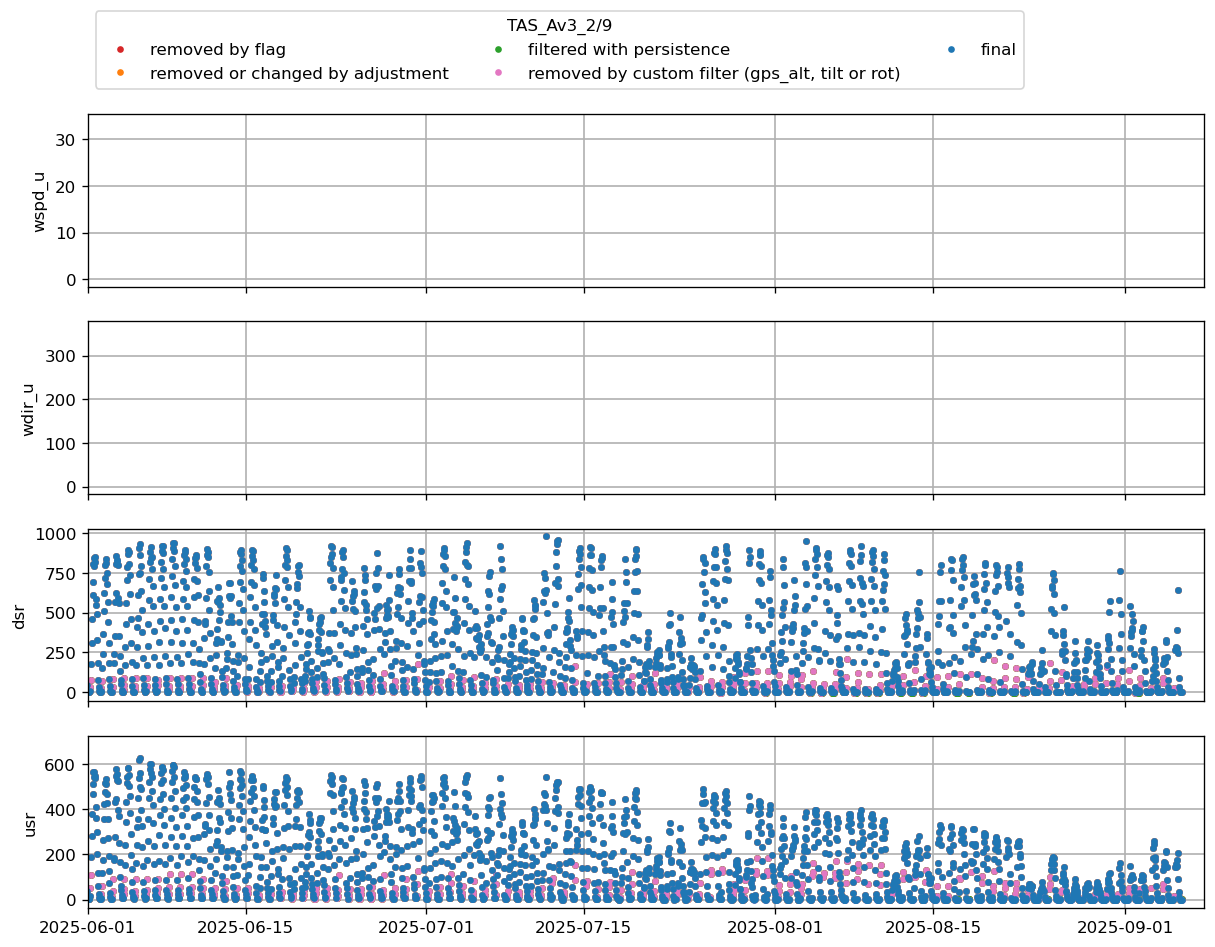 TAS_Av3_2/9
removed by flag
removed or changed by adjustment
filtered with persistence
removed by custom filter (gps_alt, tilt or rot)
final
wspd_u
30
20
10
0
wdir_u
300
200
100
0
dsr
1000
750
500
250
0
usr
600
400
200
0
2025-06-01 2025-06-15 2025-07-01 2025-07-15 2025-08-01 2025-08-15 2025-09-01